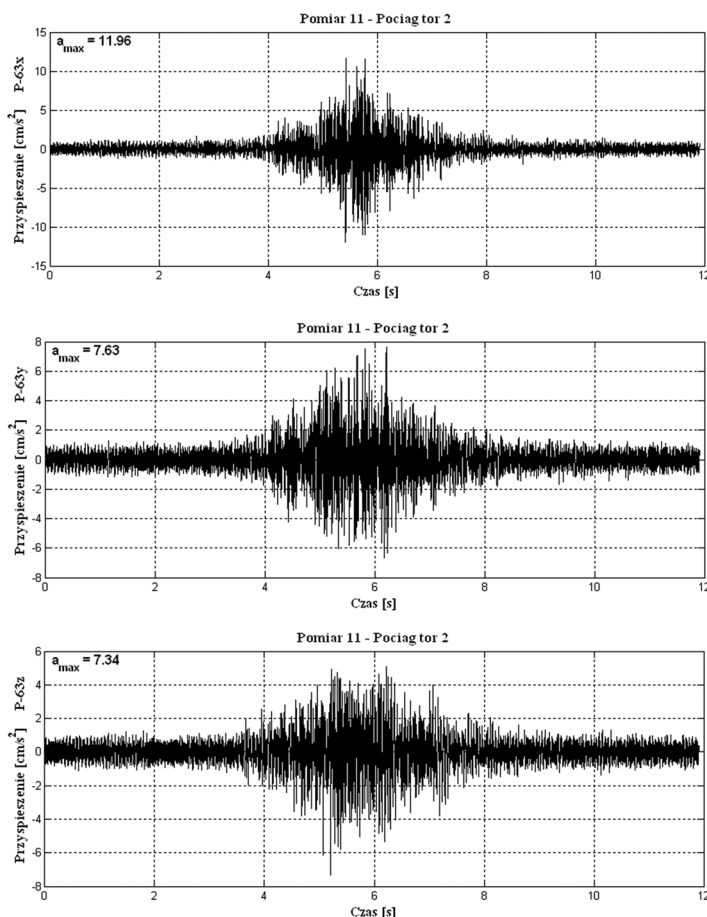 Pomiar 11 - Pociag tor 2
a_max = 11.96
Przyspieszenie [cm/s²] P-63x
15
10
5
0
-5
-10
-15
0 2 4 6 8 10 12
Czas [s]
Pomiar 11 - Pociag tor 2
a_max = 7.63
Przyspieszenie [cm/s²] P-63y
8
6
4
2
0
-2
-4
-6
-8
0 2 4 6 8 10 12
Czas [s]
Pomiar 11 - Pociag tor 2
a_max = 7.34
Przyspieszenie [cm/s²] P-63z
6
4
2
0
-2
-4
-6
-8
0 2 4 6 8 10 12
Czas [s]